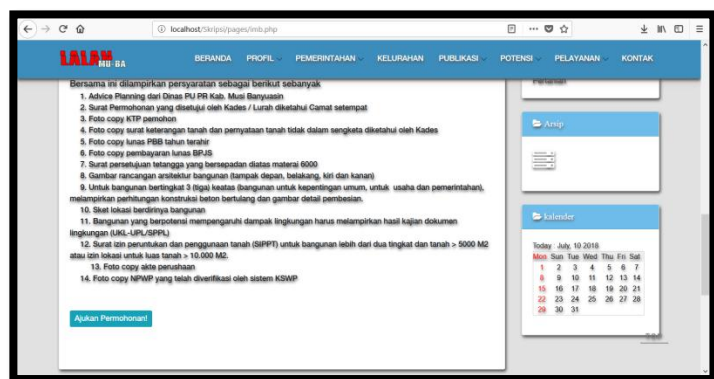 localhost/Skripsi/pages/imb.php
LALAN
MU-BA
BERANDA PROFIL PEMERINTAHAN KELURAHAN PUBLIKASI POTENSI PELAYANAN KONTAK
Bersama ini dilampirkan persyaratan sebagai berikut sebanyak
1. Advice Planning dari Dinas PU PR Kab. Musi Banyuasin
2. Surat Permohonan yang disetujui oleh Kades / Lurah diketahui Camat setempat
3. Foto copy KTP pemohon
4. Foto copy surat keterangan tanah dan pernyataan tanah tidak dalam sengketa diketahui oleh Kades
5. Foto copy lunas PBB tahun terahir
6. Foto copy pembayaran lunas BPJS
7. Surat persetujuan tetangga yang bersepadan diatas materai 6000
8. Gambar rancangan arsitektur bangunan (tampak depan, belakang, kiri dan kanan)
9. Untuk bangunan bertingkat 3 (tiga) keatas (bangunan untuk kepentingan umum, untuk usaha dan pemerintahan),
melampirkan perhitungan konstruksi beton bertulang dan gambar detail pembesian.
10. Sket lokasi berdirinya bangunan
11. Bangunan yang berpotensi mempengaruhi dampak lingkungan harus melampirkan hasil kajian dokumen
lingkungan (UKL-UPL/SPPL)
12. Surat izin peruntukan dan penggunaan tanah (SIPPT) untuk bangunan lebih dari dua tingkat dan tanah > 5000 M2
atau izin lokasi untuk luas tanah > 10.000 M2.
13. Foto copy akte perushaan
14. Foto copy NPWP yang telah diverifikasi oleh sistem KSWP
Ajukan Permohonan!
Pertanian
Arsip
kalender
Today : July, 10 2018
Mon Sun Tue Wed Thu Fri Sat
1 2 3 4 5 6 7
8 9 10 11 12 13 14
15 16 17 18 19 20 21
22 23 24 25 26 27 28
29 30 31